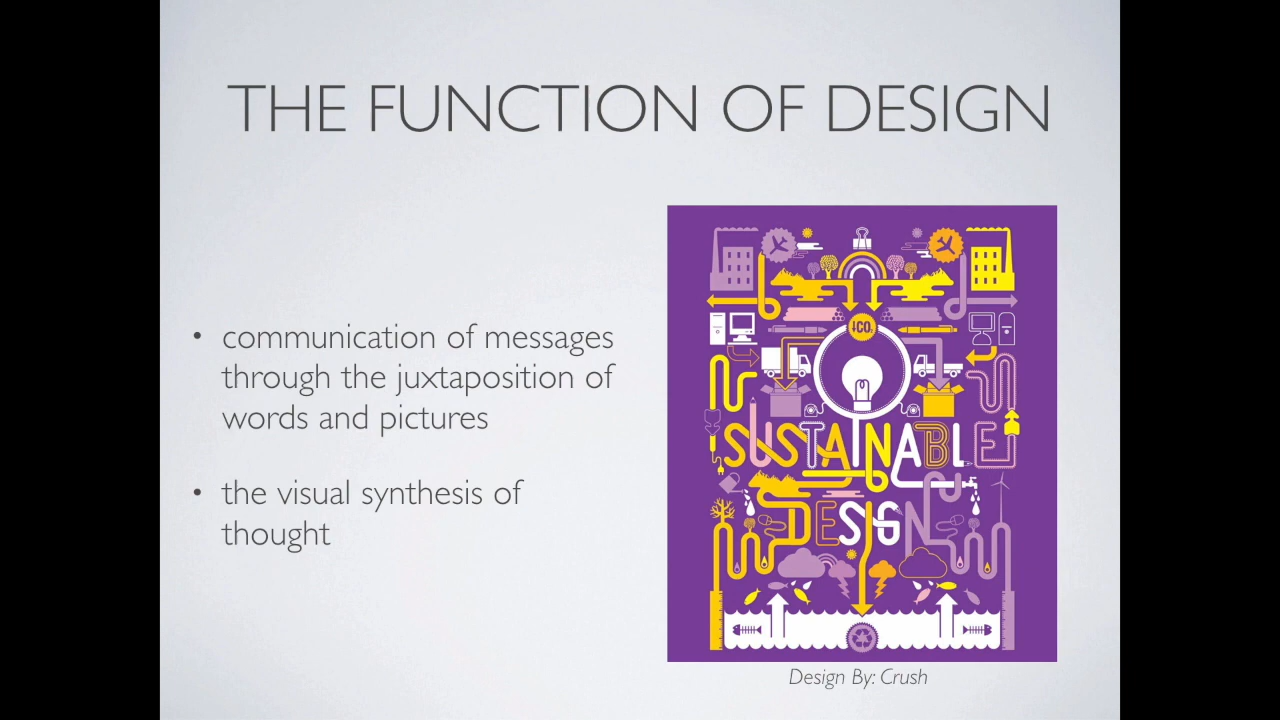 THE FUNCTION OF DESIGN
• communication of messages
through the juxtaposition of
words and pictures
• the visual synthesis of
thought
↓CO₂
SUSTAINABLE
DESIGN
Design By: Crush